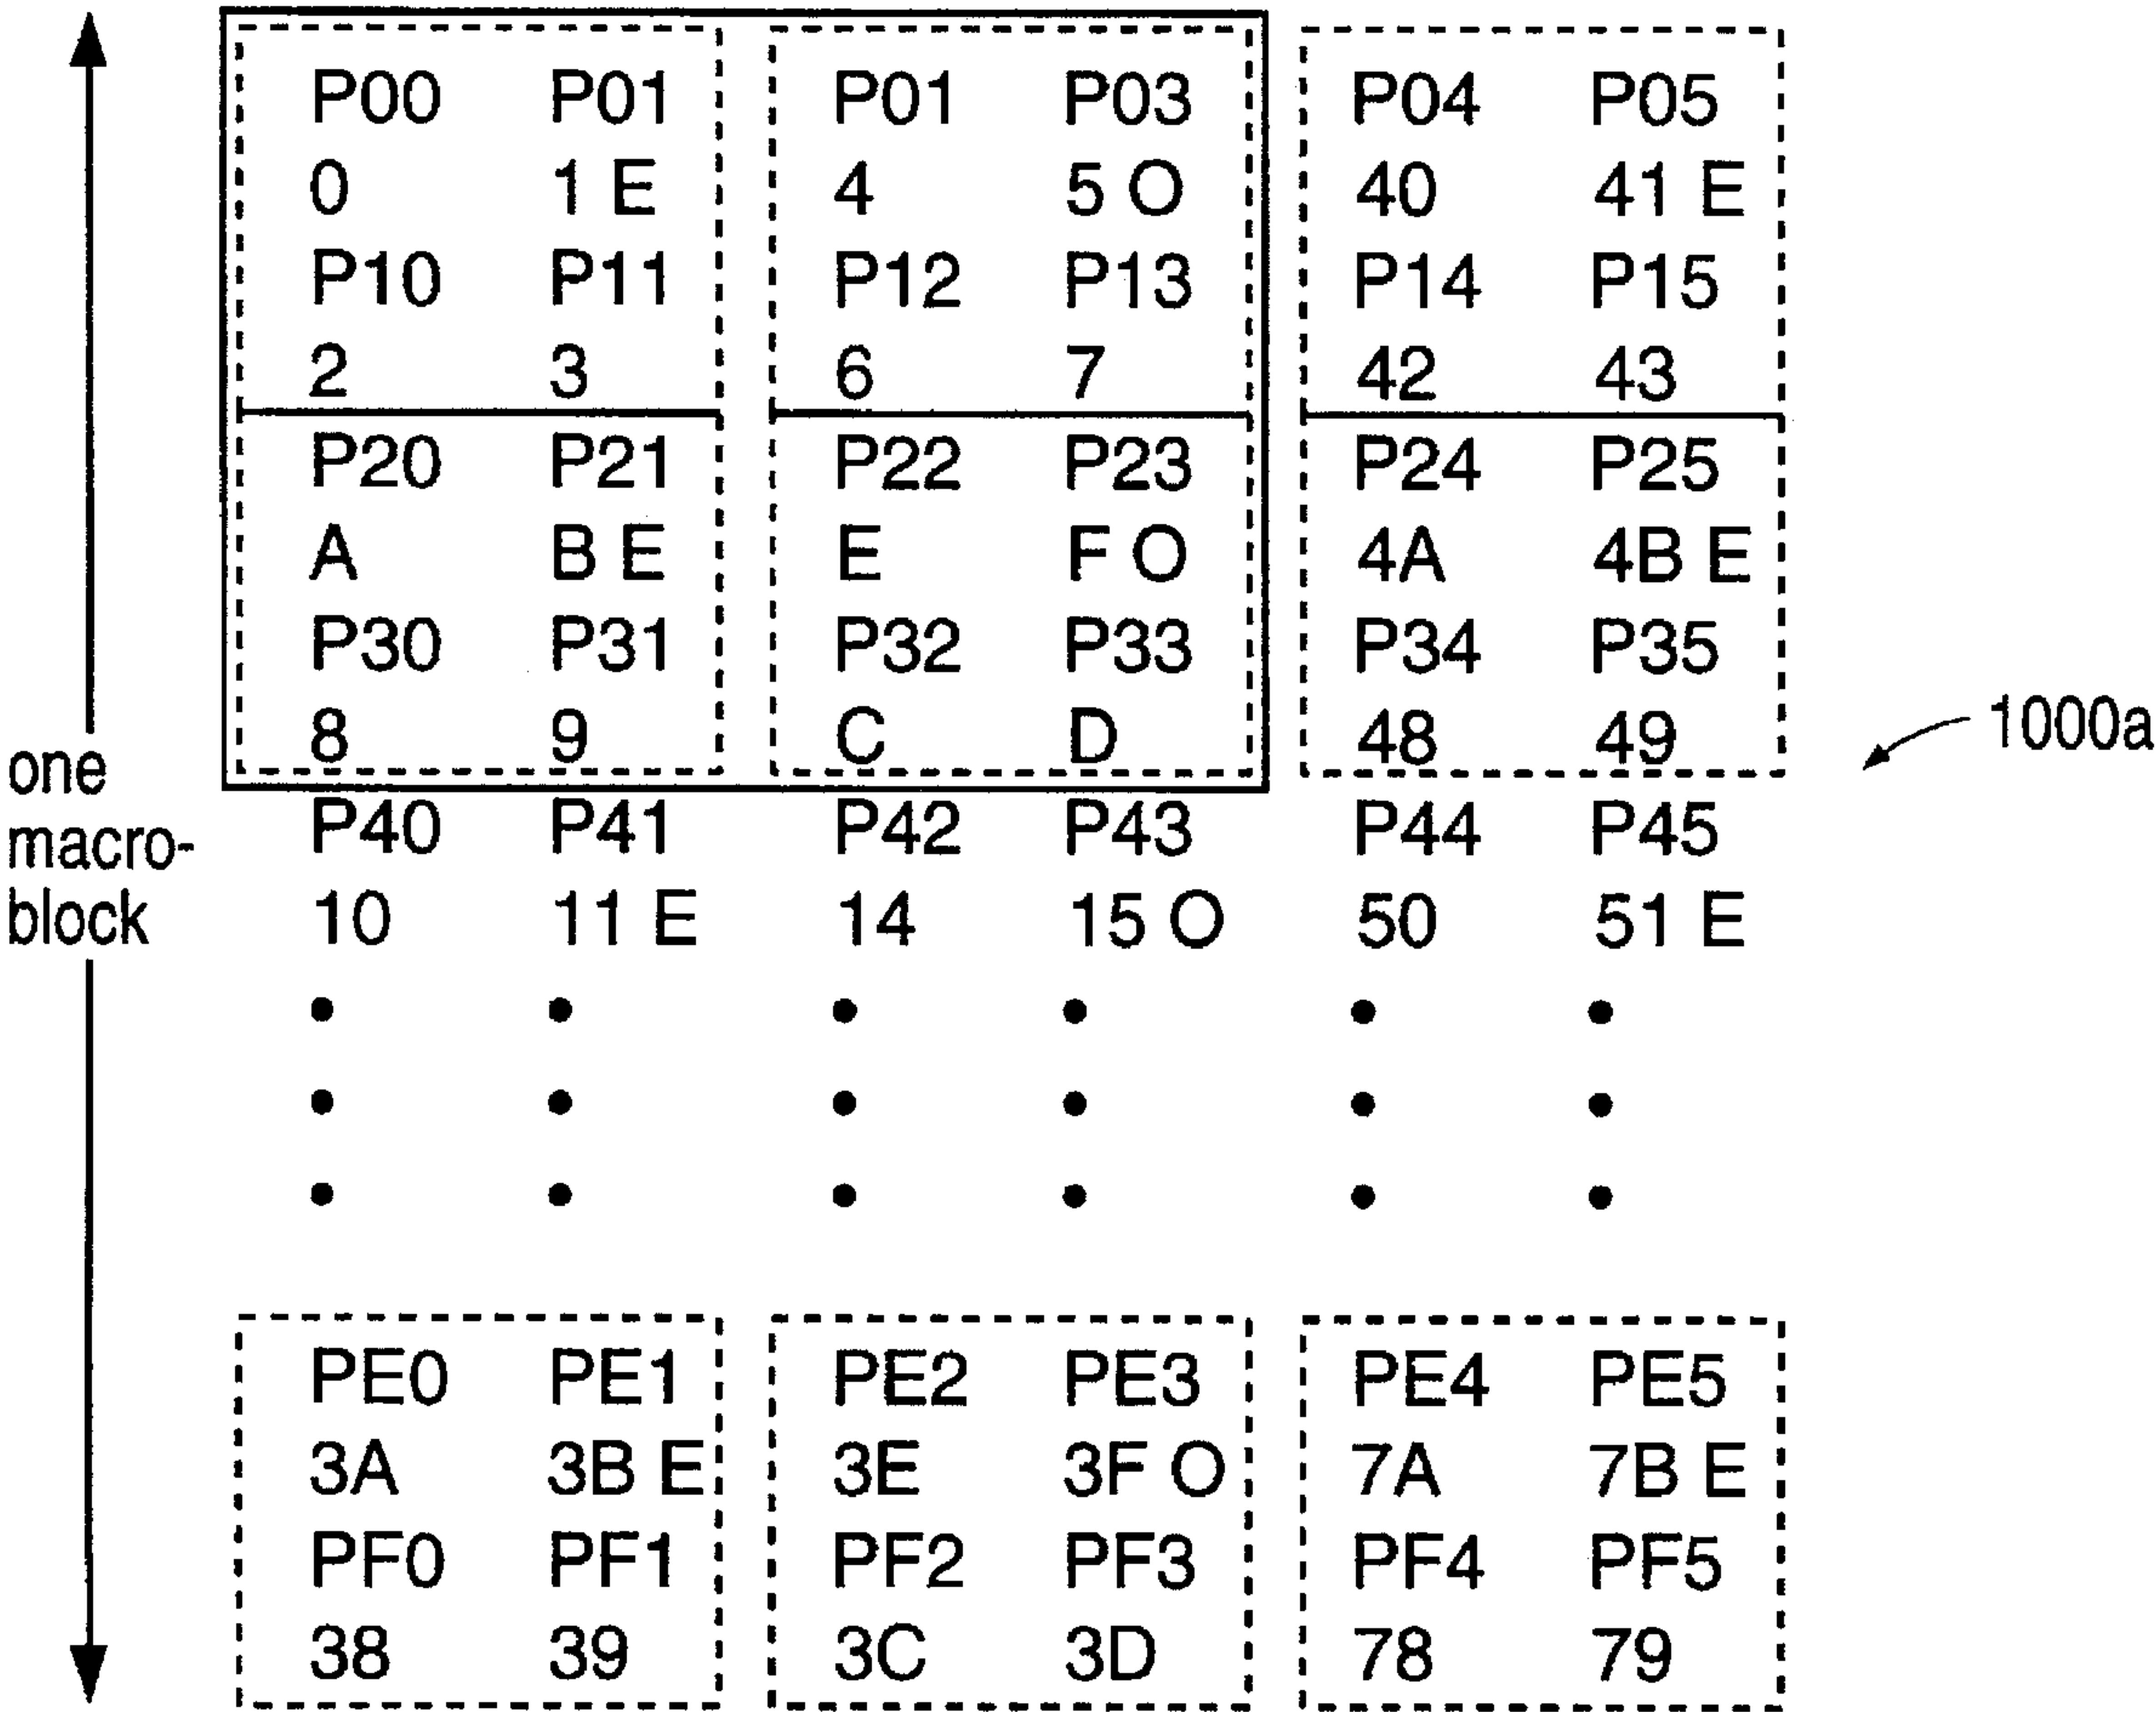 P00 P01 P01 P03 P04 P05
0 1 E 4 5 O 40 41 E
P10 P11 P12 P13 P14 P15
2 3 6 7 42 43
P20 P21 P22 P23 P24 P25
A B E E F O 4A 4B E
P30 P31 P32 P33 P34 P35
8 9 C D 48 49
1000a
one
macro-
block
P40 P41 P42 P43 P44 P45
10 11 E 14 15 O 50 51 E
PE0 PE1 PE2 PE3 PE4 PE5
3A 3B E 3E 3F O 7A 7B E
PF0 PF1 PF2 PF3 PF4 PF5
38 39 3C 3D 78 79